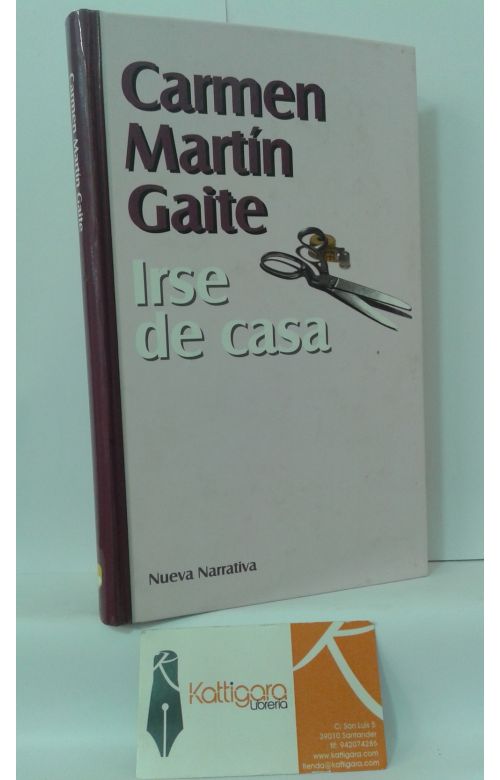 Carmen Martín Gaite
Carmen
Martín
Gaite
Irse
de casa
Nueva Narrativa
Kattigara
Librería
C; San Luis 5
39010 Santander
tlf: 942074286
www.kattigara.com
tienda@kattigara.com